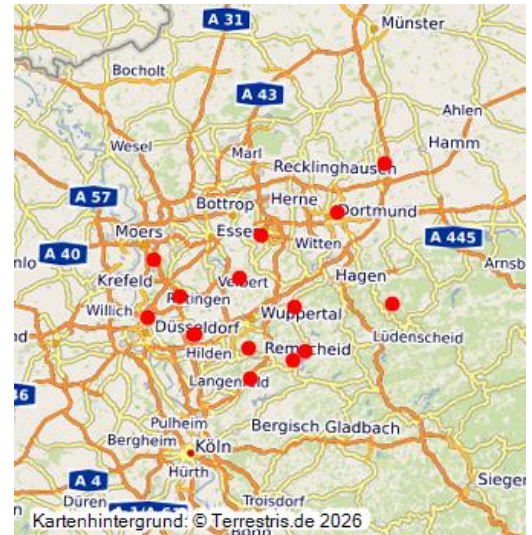 A 31
Münster
Bocholt
A 43
Ahlen
Wesel
Marl
Hamm
Recklinghausen
A 57
Bottrop
Herne
Dortmund
Moers
Essen
Witten
A 445
A 40
Krefeld
Velbert
Hagen
Arnsb
Willich
Ratingen
Wuppertal
Düsseldorf
Lüdenscheid
Hilden
Remscheid
Langenfeld
46
Pulheim
Bergisch Gladbach
Bergheim
Köln
Hürth
Siege
A 4
Düren
Troisdorf
Kartenhintergrund: © Terrestris.de 2026